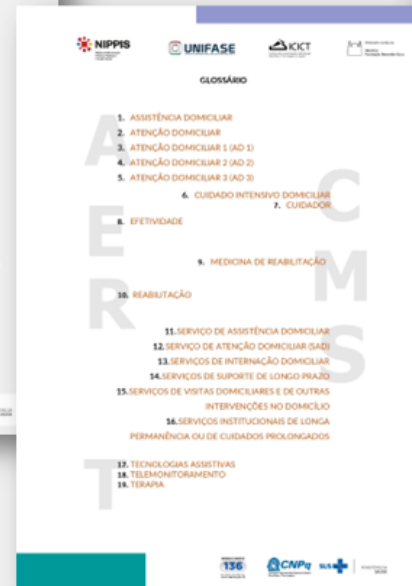 NIPPIS
UNIFASE
ICICT
GLOSSÁRIO
A
1. ASSISTÊNCIA DOMICILIAR
2. ATENÇÃO DOMICILIAR
3. ATENÇÃO DOMICILIAR 1 (AD 1)
4. ATENÇÃO DOMICILIAR 2 (AD 2)
5. ATENÇÃO DOMICILIAR 3 (AD 3)
C
6. CUIDADO INTENSIVO DOMICILIAR
7. CUIDADOR
E
8. EFETIVIDADE
M
9. MEDICINA DE REABILITAÇÃO
R
10. REABILITAÇÃO
S
11. SERVIÇO DE ASSISTÊNCIA DOMICILIAR
12. SERVIÇO DE ATENÇÃO DOMICILIAR (SAD)
13. SERVIÇOS DE INTERNAÇÃO DOMICILIAR
14. SERVIÇOS DE SUPORTE DE LONGO PRAZO
15. SERVIÇOS DE VISITAS DOMICILIARES E DE OUTRAS
INTERVENÇÕES NO DOMICÍLIO
16. SERVIÇOS INSTITUCIONAIS DE LONGA
PERMANÊNCIA OU DE CUIDADOS PROLONGADOS
T
17. TECNOLOGIAS ASSISTIVAS
18. TELEMONITORAMENTO
19. TERAPIA
136
CNPq
SUS